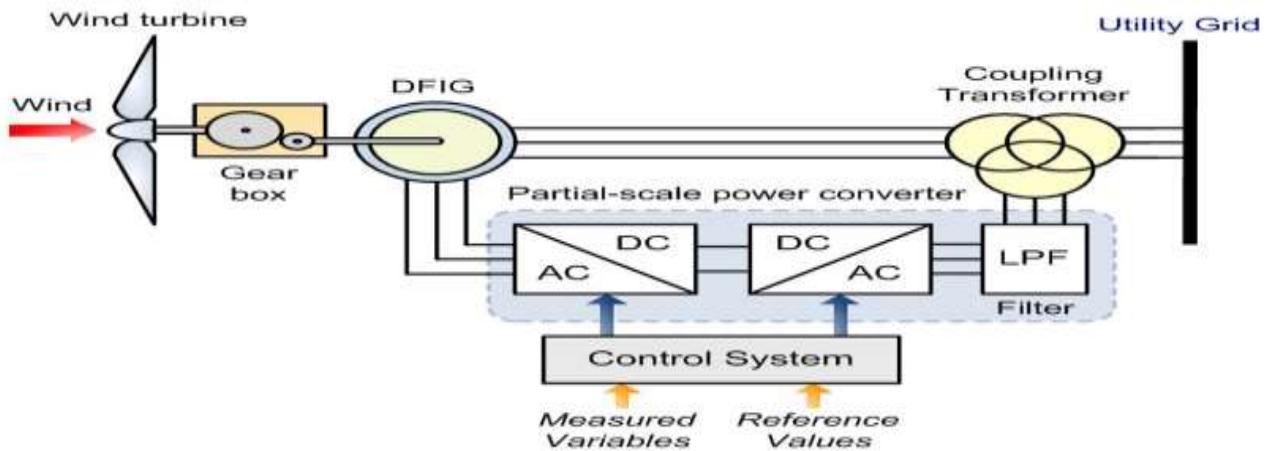 Wind turbine
Utility Grid
DFIG
Coupling
Transformer
Wind
Gear
box
Partial-scale power converter
DC
AC
DC
AC
LPF
Filter
Control System
Measured
Variables
Reference
Values